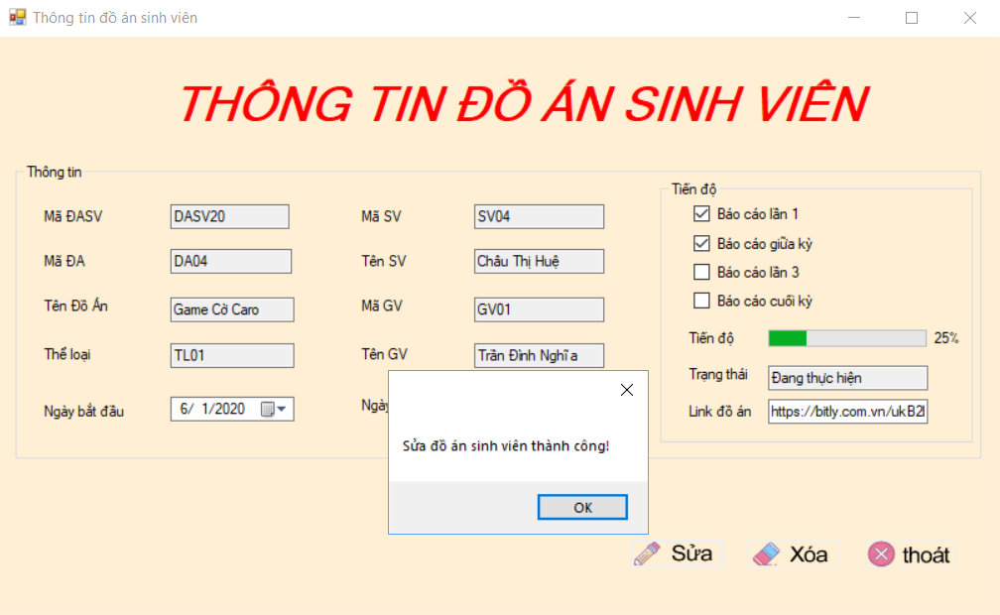 Thông tin đồ án sinh viên
THÔNG TIN ĐỒ ÁN SINH VIÊN
Thông tin
Mã ĐASV DASV20
Mã SV SV04
Mã ĐA DA04
Tên SV Châu Thị Huệ
Tên Đồ Án Game Cờ Caro
Mã GV GV01
Thể loại TL01
Tên GV Trần Đình Nghĩa
Ngày bắt đầu 6/ 1/2020
Ngày
Tiến độ
Báo cáo lần 1
Báo cáo giữa kỳ
Báo cáo lần 3
Báo cáo cuối kỳ
Tiến độ 25%
Trạng thái Đang thực hiện
Link đồ án https://bitly.com.vn/ukB2
Sửa đồ án sinh viên thành công!
OK
Sửa
Xóa
thoát